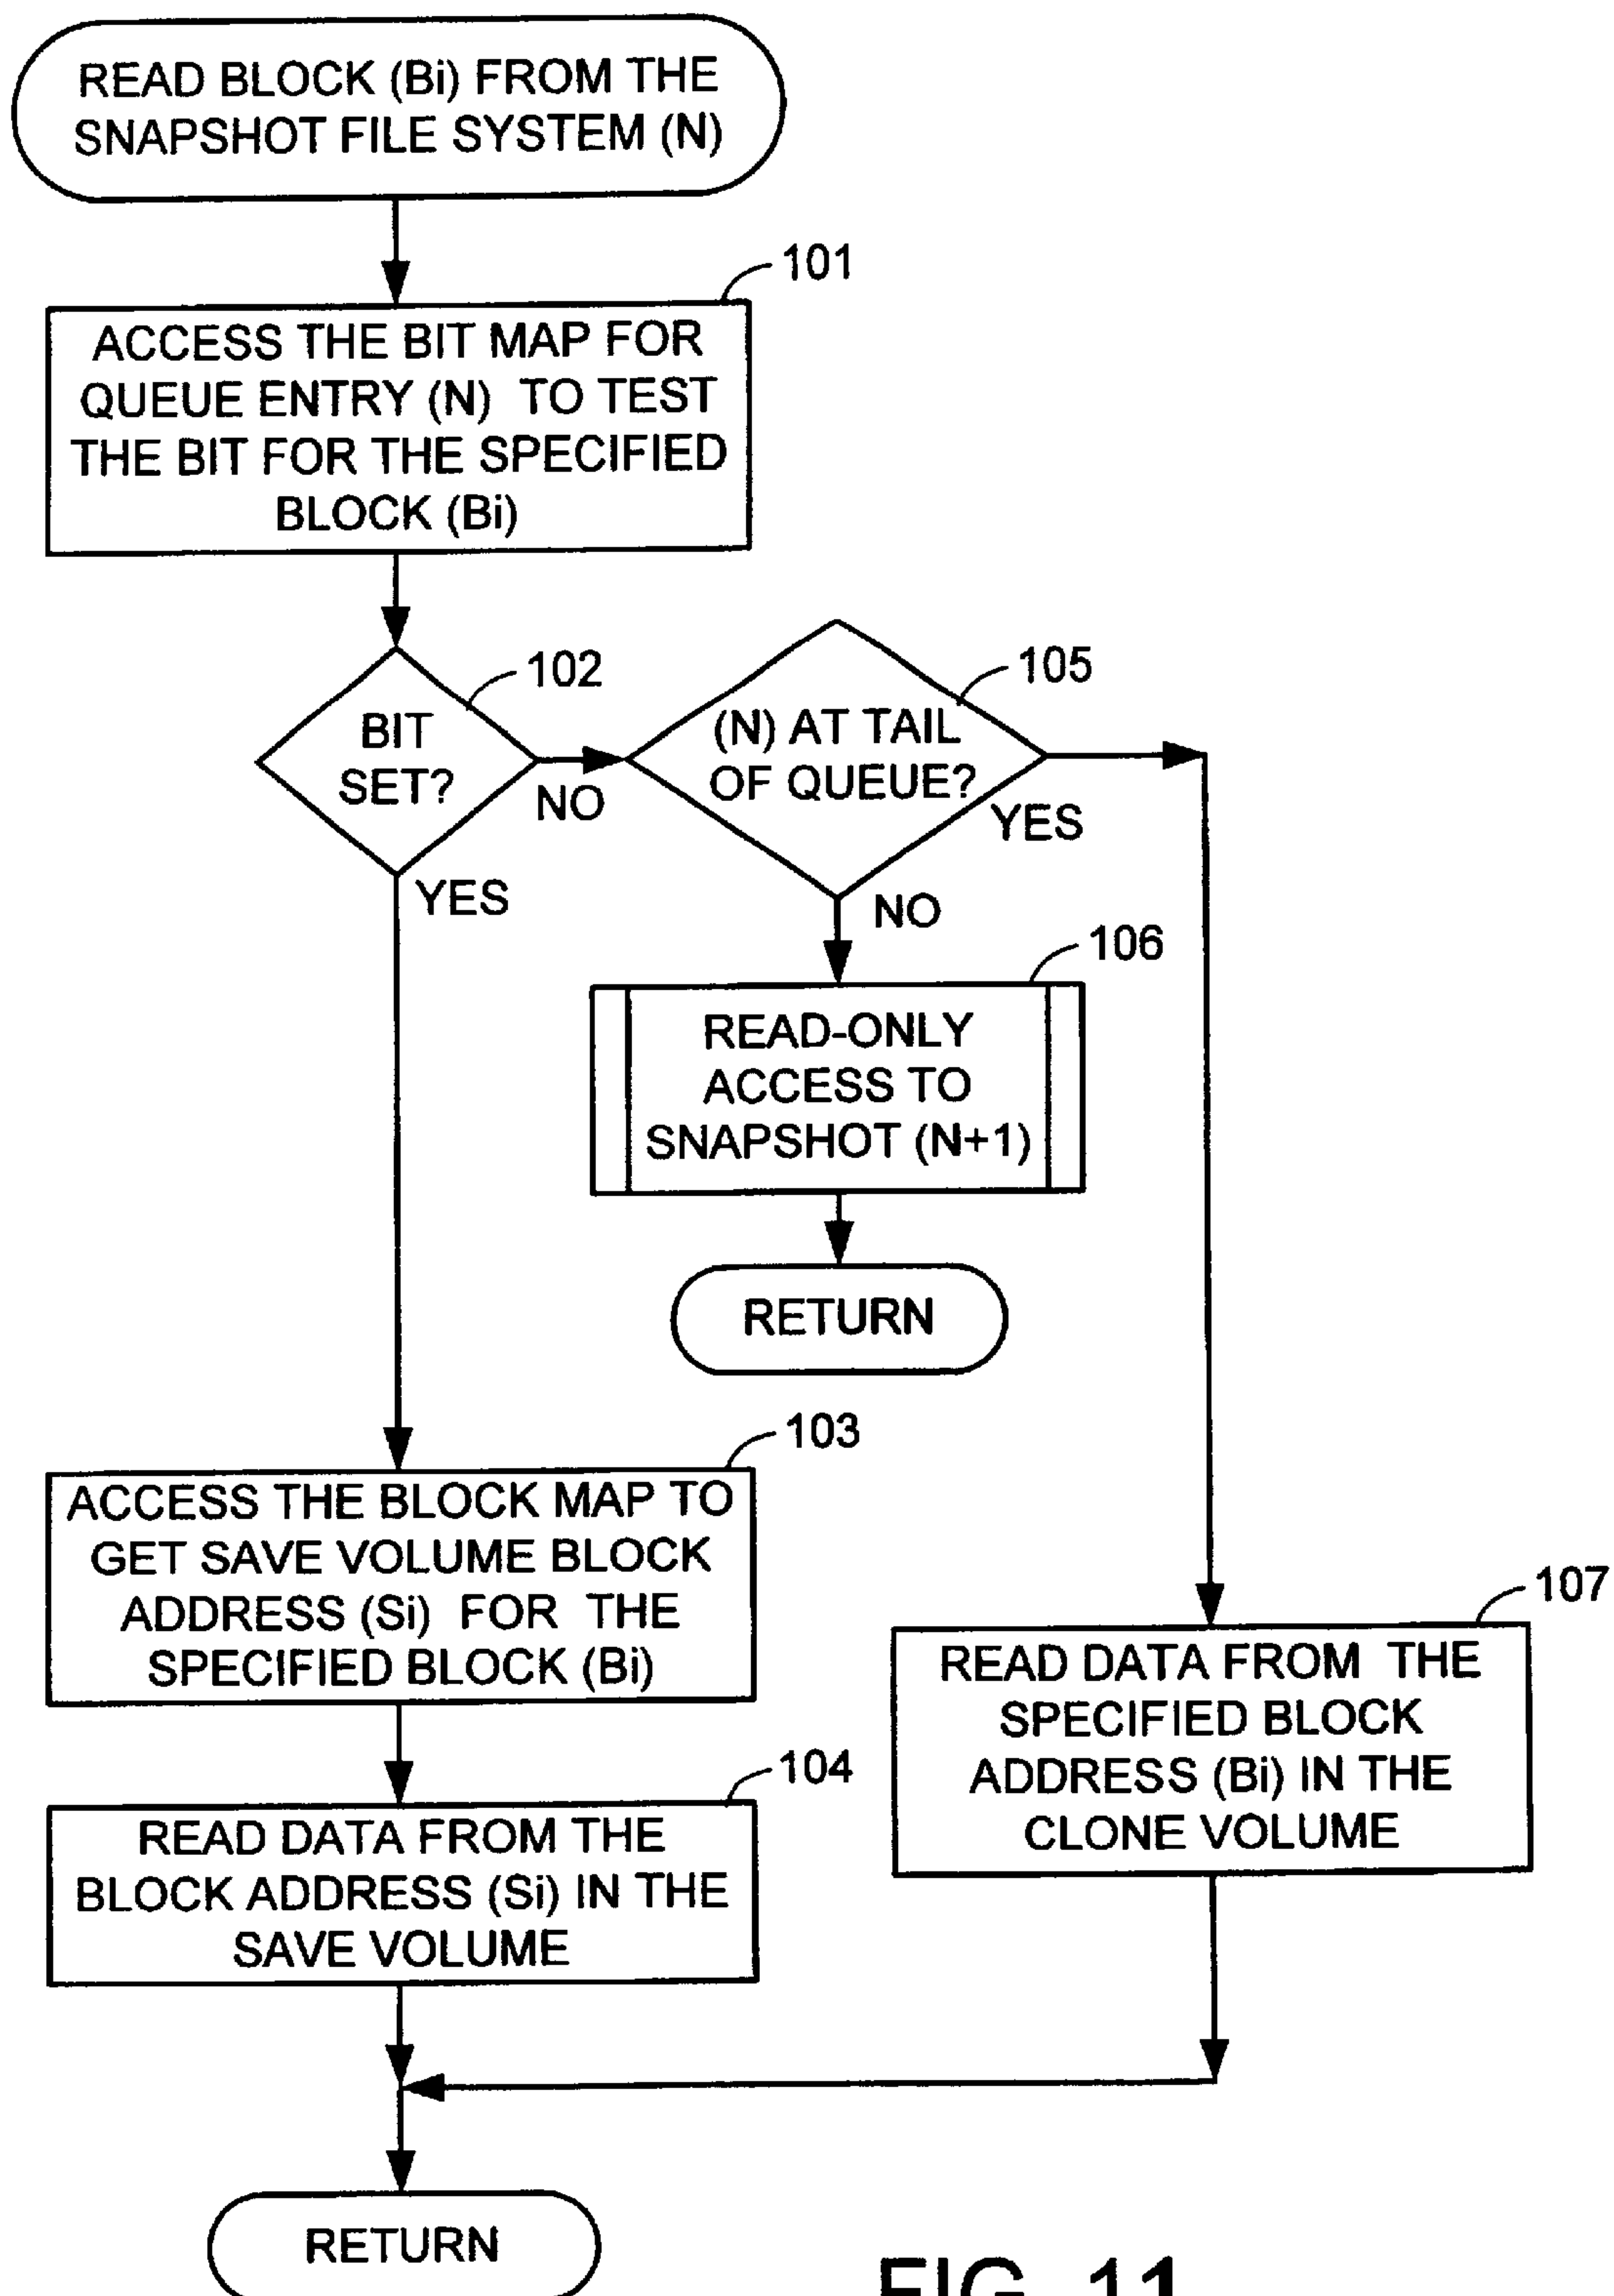 READ BLOCK (Bi) FROM THE
SNAPSHOT FILE SYSTEM (N)
101
ACCESS THE BIT MAP FOR
QUEUE ENTRY (N) TO TEST
THE BIT FOR THE SPECIFIED
BLOCK (Bi)
102
BIT
SET?
NO
YES
105
(N) AT TAIL
OF QUEUE?
YES
NO
106
READ-ONLY
ACCESS TO
SNAPSHOT (N+1)
RETURN
103
ACCESS THE BLOCK MAP TO
GET SAVE VOLUME BLOCK
ADDRESS (Si) FOR THE
SPECIFIED BLOCK (Bi)
104
READ DATA FROM THE
BLOCK ADDRESS (Si) IN THE
SAVE VOLUME
107
READ DATA FROM THE
SPECIFIED BLOCK
ADDRESS (Bi) IN THE
CLONE VOLUME
RETURN
FIG. 11